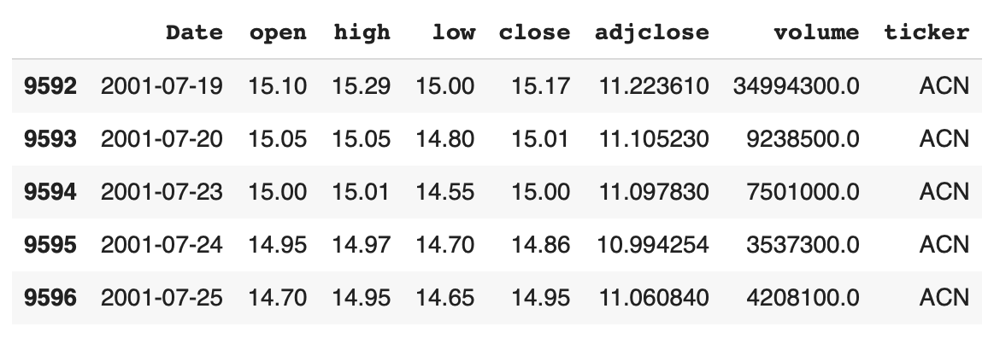 Date open high low close adjclose volume ticker
9592 2001-07-19 15.10 15.29 15.00 15.17 11.223610 34994300.0 ACN
9593 2001-07-20 15.05 15.05 14.80 15.01 11.105230 9238500.0 ACN
9594 2001-07-23 15.00 15.01 14.55 15.00 11.097830 7501000.0 ACN
9595 2001-07-24 14.95 14.97 14.70 14.86 10.994254 3537300.0 ACN
9596 2001-07-25 14.70 14.95 14.65 14.95 11.060840 4208100.0 ACN